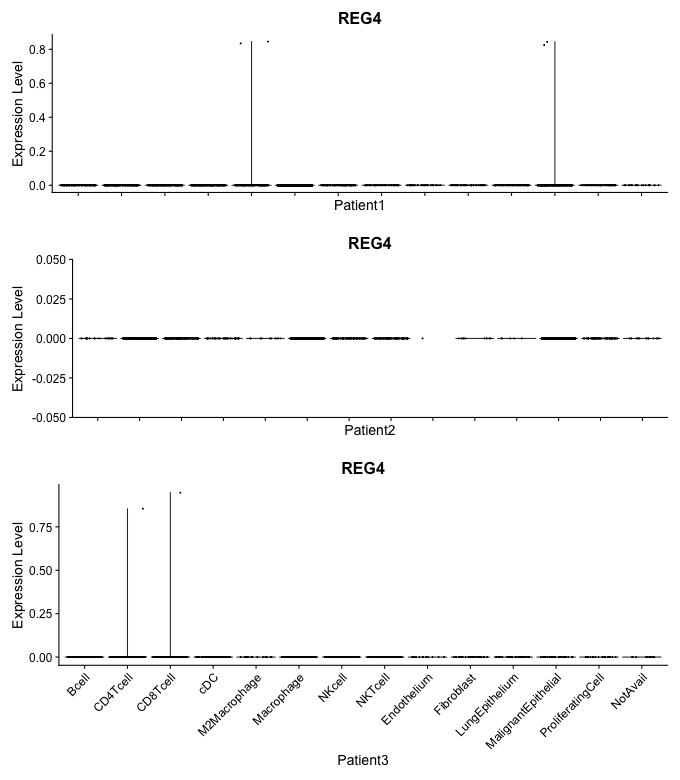 REG4
Expression Level
0.8
0.6
0.4
0.2
0.0
Patient1
REG4
Expression Level
0.050
0.025
0.000
-0.025
-0.050
Patient2
REG4
Expression Level
0.75
0.50
0.25
0.00
Bcell
CD4Tcell
CD8Tcell
cDC
M2Macrophage
Macrophage
NKcell
NKTcell
Endothelium
Fibroblast
LungEpithelium
MalignantEpithelial
ProliferatingCell
NotAvail
Patient3